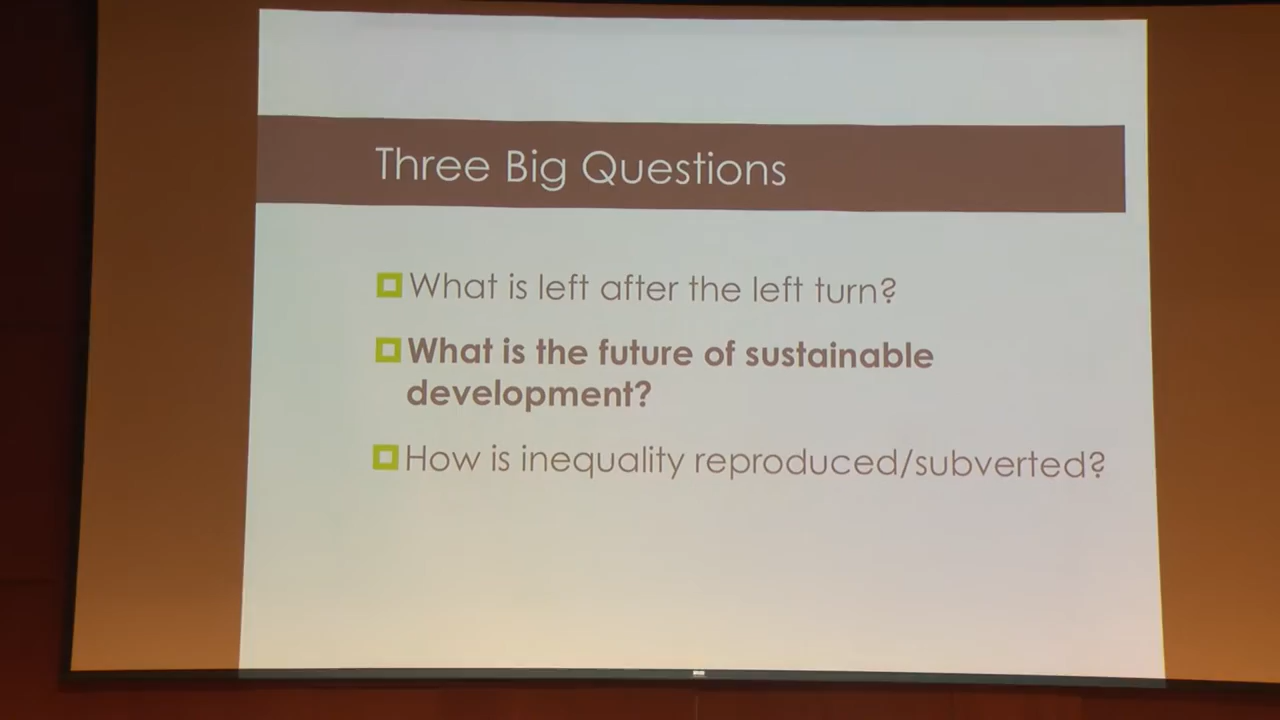 Three Big Questions
What is left after the left turn?
What is the future of sustainable
development?
How is inequality reproduced/subverted?